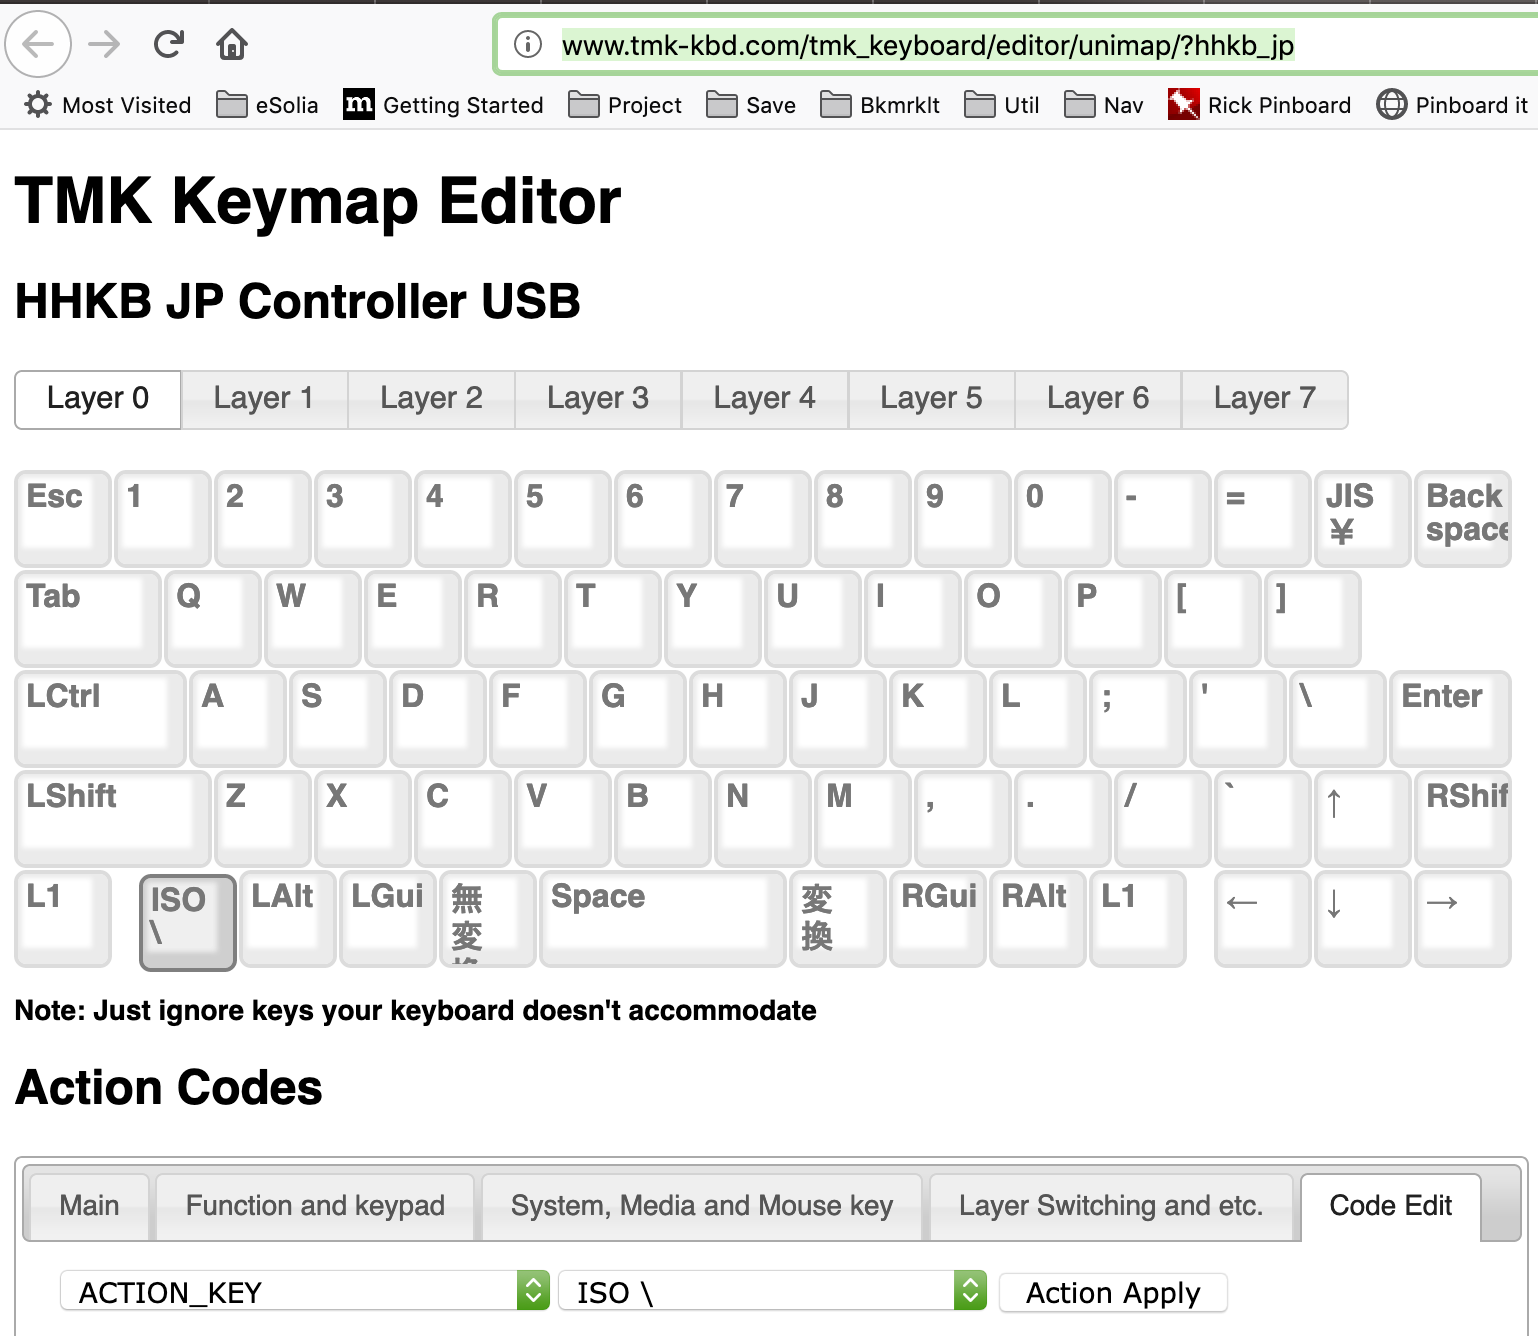 www.tmk-kbd.com/tmk_keyboard/editor/unimap/?hhkb_jp
Most Visited eSolia m Getting Started Project Save Bkmrklt Util Nav Rick Pinboard Pinboard it
TMK Keymap Editor
HHKB JP Controller USB
Layer 0 Layer 1 Layer 2 Layer 3 Layer 4 Layer 5 Layer 6 Layer 7
Esc 1 2 3 4 5 6 7 8 9 0 - = JIS ¥ Back space
Tab Q W E R T Y U I O P [ ]
LCtrl A S D F G H J K L ; ' \ Enter
LShift Z X C V B N M , . / ` ↑ RShif
L1 ISO \ LAlt LGui 無変換 Space 変換 RGui RAlt L1 ← ↓ →
Note: Just ignore keys your keyboard doesn't accommodate
Action Codes
Main Function and keypad System, Media and Mouse key Layer Switching and etc. Code Edit
ACTION_KEY ISO \ Action Apply